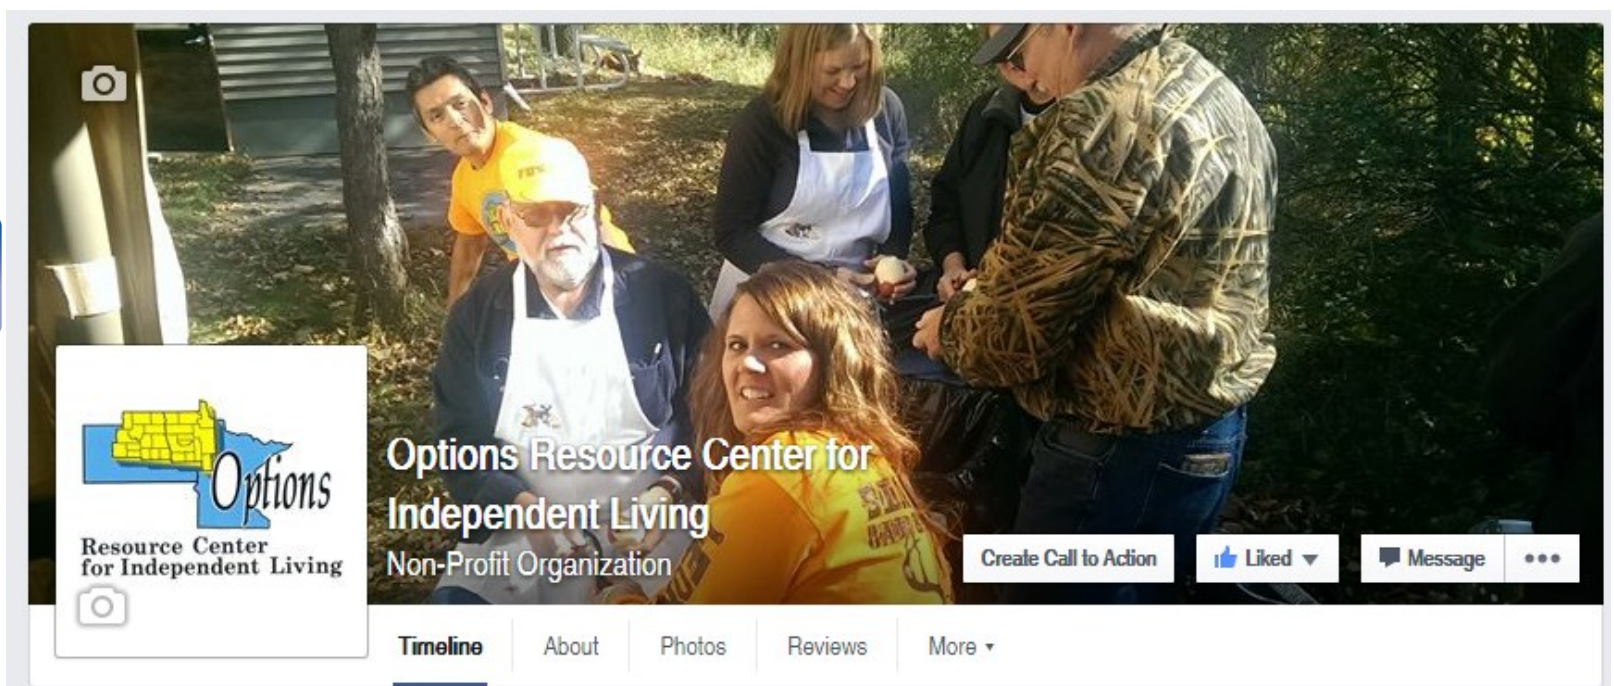 Options
Resource Center
for Independent Living
Options Resource Center for
Independent Living
Non-Profit Organization
Create Call to Action
Liked
Message
Timeline
About
Photos
Reviews
More